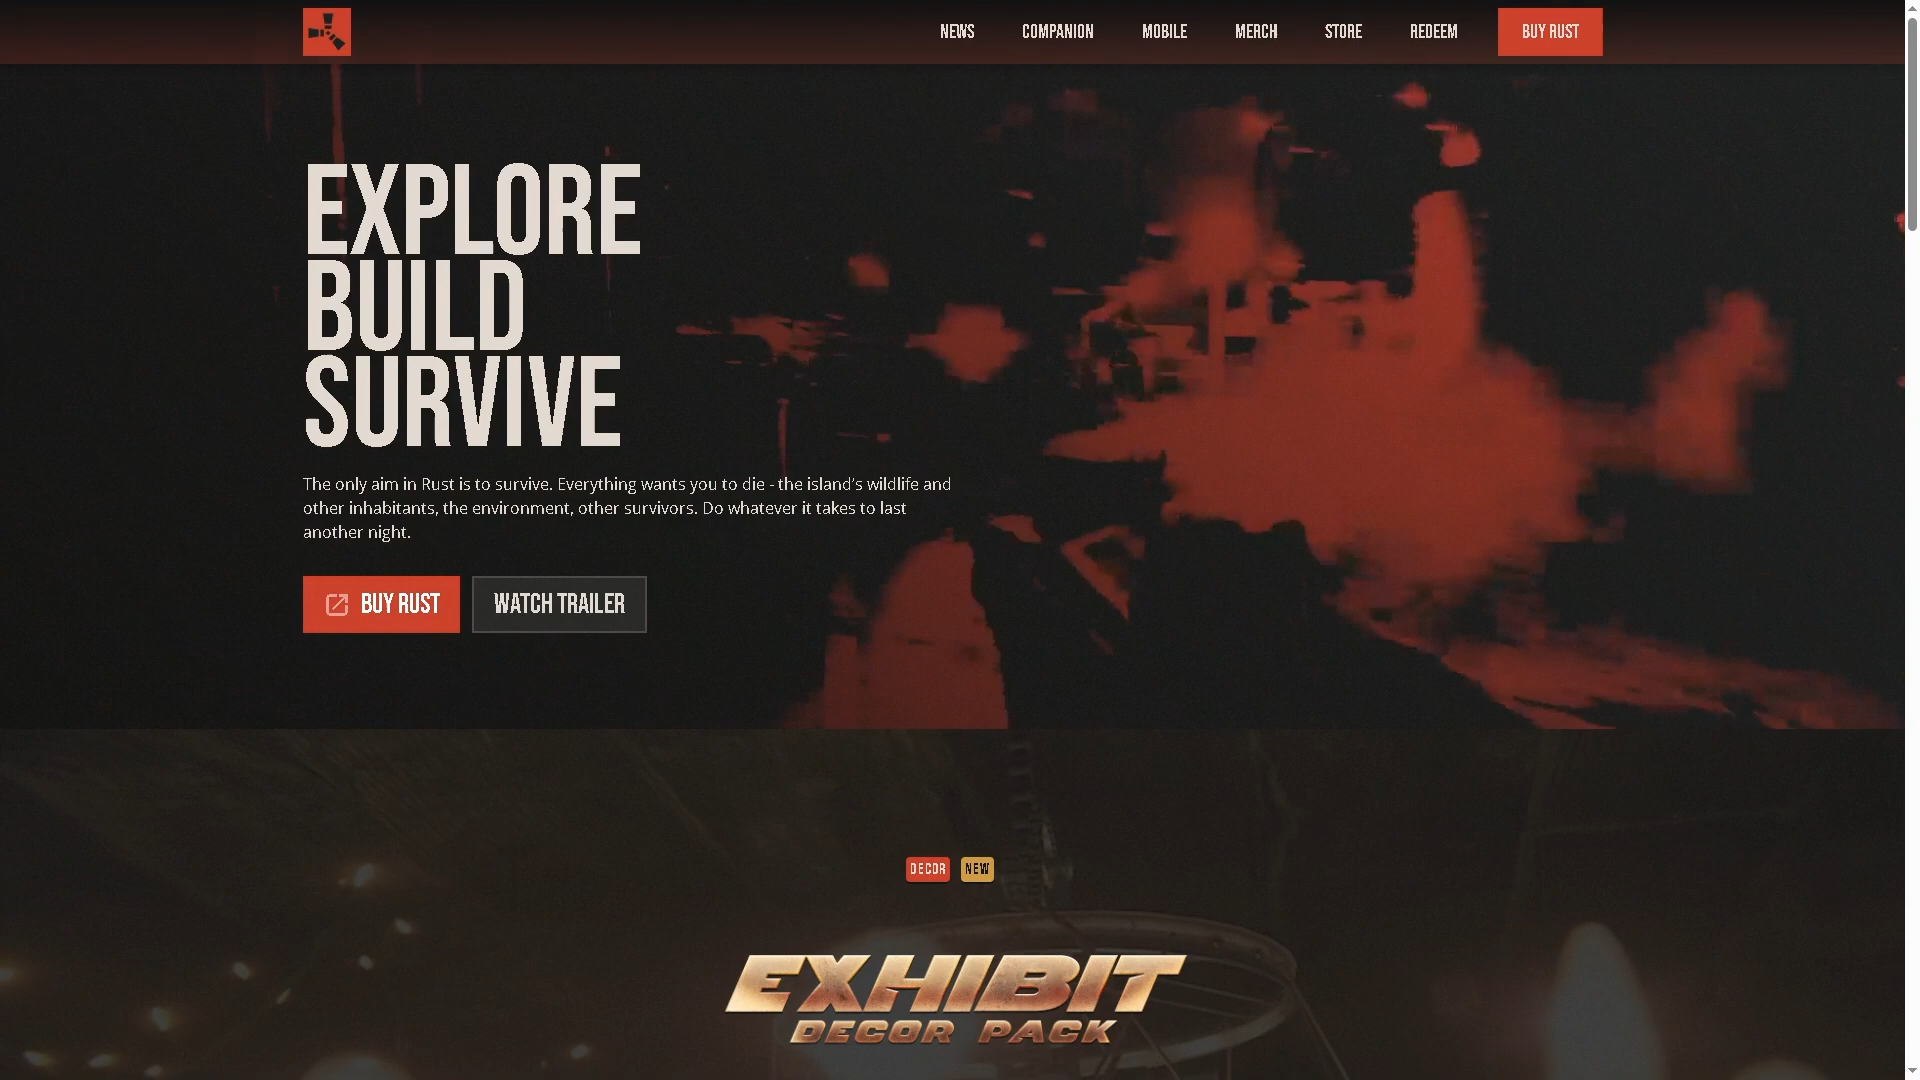 NEWS
COMPANION
MOBILE
MERCH
STORE
REDEEM
BUY RUST
EXPLORE
BUILD
SURVIVE
The only aim in Rust is to survive. Everything wants you to die - the island’s wildlife and
other inhabitants, the environment, other survivors. Do whatever it takes to last
another night.
BUY RUST
WATCH TRAILER
DECOR
NEW
EXHIBIT
DECOR PACK